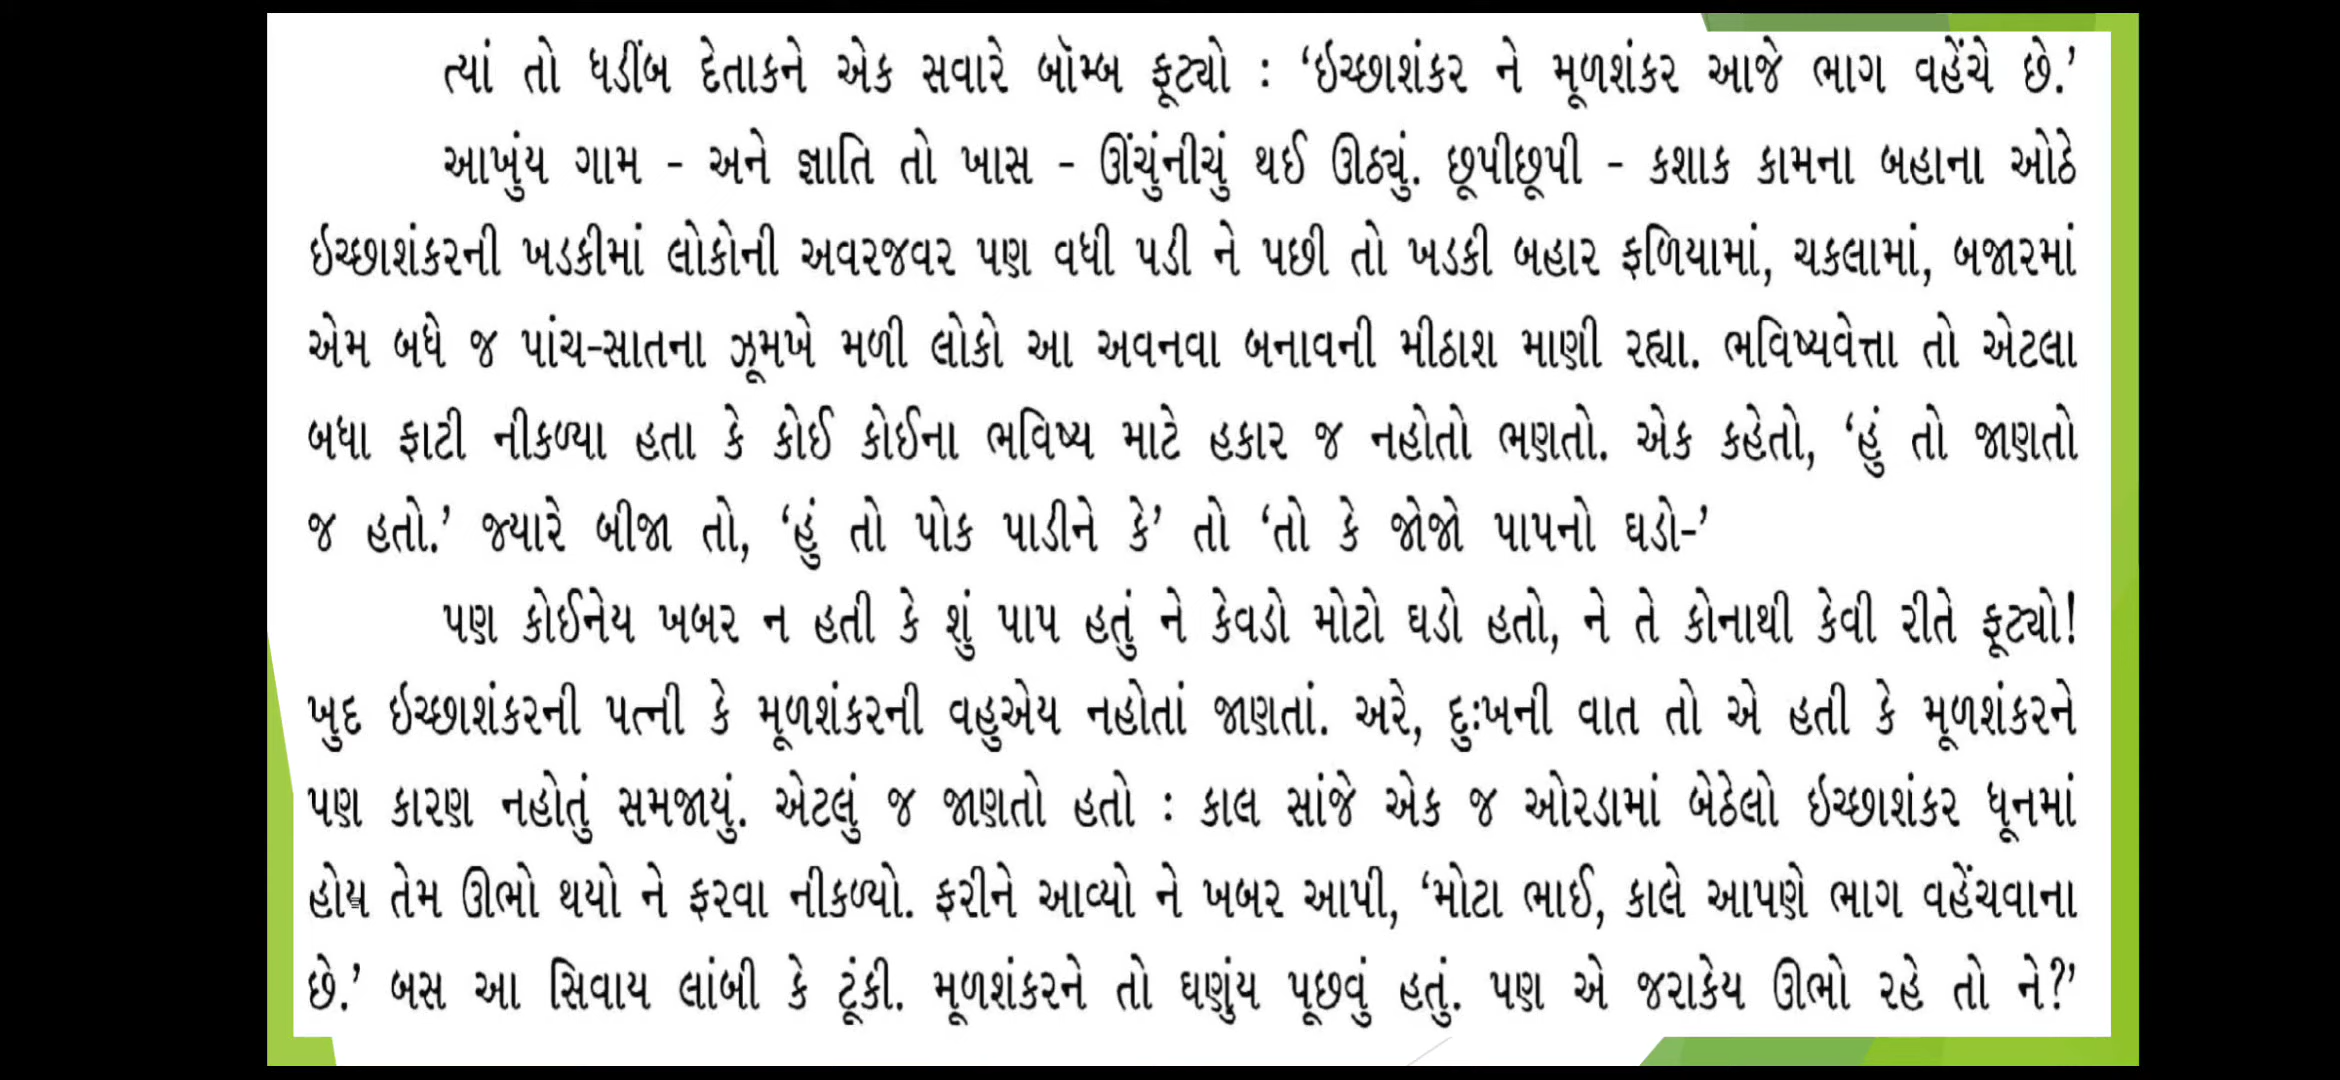 ત્યાં તો ધડીંબ દેતાકને એક સવારે બૉમ્બ ફૂટ્યો : ‘ઇચ્છાશંકર ને મૂળશંકર આજે ભાગ વહેંચે છે.’
આખુંય ગામ - અને જ્ઞાતિ તો ખાસ - ઊંચુંનીચું થઈ ઊઠ્યું. છૂપીછૂપી - કશાક કામના બહાના ઓઠે
ઇચ્છાશંકરની ખડકીમાં લોકોની અવરજવર પણ વધી પડી ને પછી તો ખડકી બહાર ફળિયામાં, ચકલામાં, બજારમાં
એમ બધે જ પાંચ-સાતના ઝૂમખે મળી લોકો આ અવનવા બનાવની મીઠાશ માણી રહ્યા. ભવિષ્યવેત્તા તો એટલા
બધા ફાટી નીકળ્યા હતા કે કોઈ કોઈના ભવિષ્ય માટે હકાર જ નહોતો ભણતો. એક કહેતો, ‘હું તો જાણતો
જ હતો.’ જ્યારે બીજા તો, ‘હું તો પોક પાડીને કે’ તો ‘તો કે જોજો પાપનો ઘડો-’
પણ કોઈનેય ખબર ન હતી કે શું પાપ હતું ને કેવડો મોટો ઘડો હતો, ને તે કોનાથી કેવી રીતે ફૂટ્યો!
ખુદ ઇચ્છાશંકરની પત્ની કે મૂળશંકરની વહુએય નહોતાં જાણતાં. અરે, દુઃખની વાત તો એ હતી કે મૂળશંકરને
પણ કારણ નહોતું સમજાયું. એટલું જ જાણતો હતો : કાલ સાંજે એક જ ઓરડામાં બેઠેલો ઇચ્છાશંકર ધૂનમાં
હોય તેમ ઊભો થયો ને ફરવા નીકળ્યો. ફરીને આવ્યો ને ખબર આપી, ‘મોટા ભાઈ, કાલે આપણે ભાગ વહેંચવાના
છે.’ બસ આ સિવાય લાંબી કે ટૂંકી. મૂળશંકરને તો ઘણુંય પૂછવું હતું. પણ એ જરાકેય ઊભો રહે તો ને?’